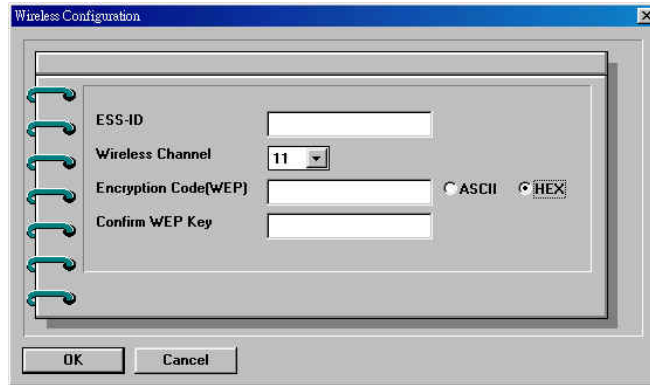 Wireless Configuration
ESS-ID
Wireless Channel 11
Encryption Code(WEP) ASCII HEX
Confirm WEP Key
OK Cancel